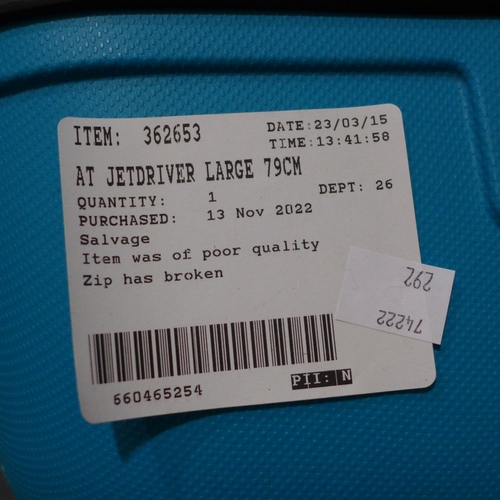 ITEM: 362653
DATE:23/03/15
TIME:13:41:58
AT JETDRIVER LARGE 79CM
QUANTITY: 1
DEPT: 26
PURCHASED: 13 Nov 2022
Salvage
Item was of poor quality
Zip has broken
660465254
PII: N
74222
292